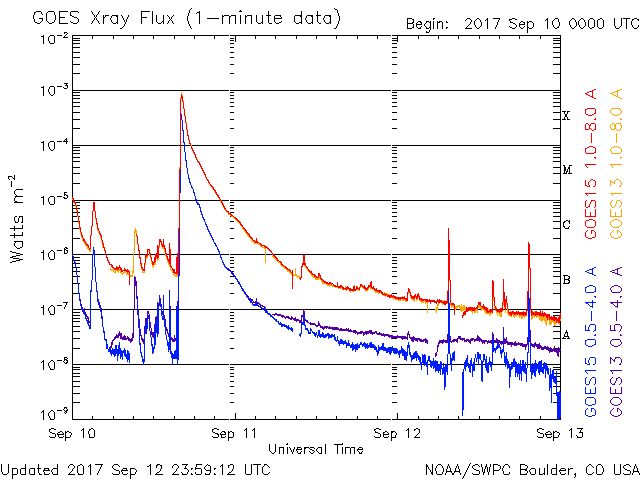 GOES Xray Flux (1-minute data)
Begin: 2017 Sep 10 0000 UTC
10⁻²
10⁻³
10⁻⁴
10⁻⁵
10⁻⁶
10⁻⁷
10⁻⁸
10⁻⁹
Watts m⁻²
X
M
C
B
A
GOES15 1.0-8.0 A
GOES13 1.0-8.0 A
GOES15 0.5-4.0 A
GOES13 0.5-4.0 A
Sep 10 Sep 11 Sep 12 Sep 13
Universal Time
Updated 2017 Sep 12 23:59:12 UTC
NOAA/SWPC Boulder, CO USA